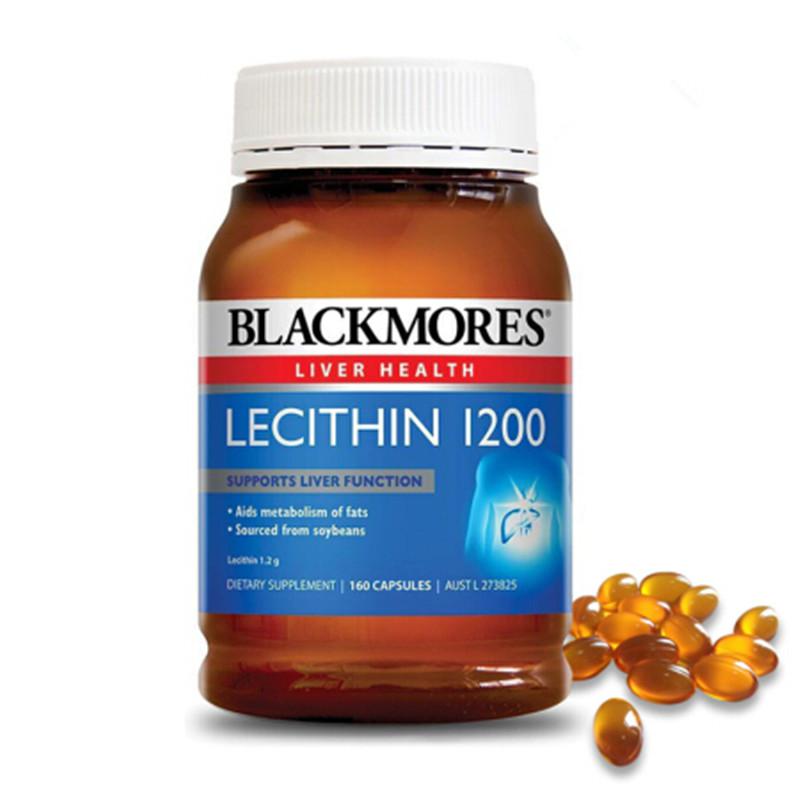 BLACKMORES®
LIVER HEALTH
LECITHIN 1200
SUPPORTS LIVER FUNCTION
• Aids metabolism of fats
• Sourced from soybeans
Lecithin 1.2 g
DIETARY SUPPLEMENT | 160 CAPSULES | AUST L 273825